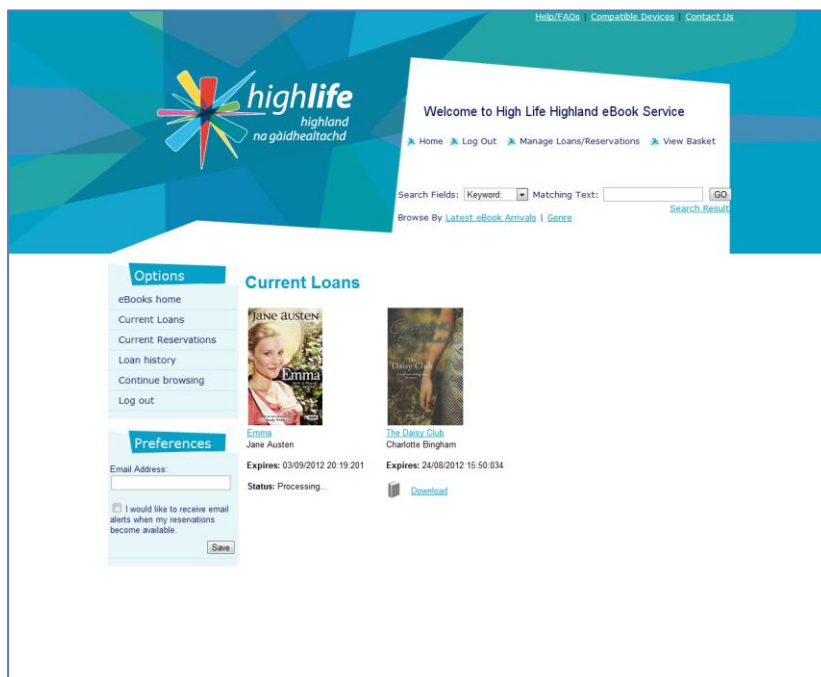 Help/FAQs | Compatible Devices | Contact Us
highlife
highland
na gàidhealtachd
Welcome to High Life Highland eBook Service
Home Log Out Manage Loans/Reservations View Basket
Search Fields: Keyword: Matching Text: GO
Search Result
Browse By Latest eBook Arrivals | Genre
Options
eBooks home
Current Loans
Current Reservations
Loan history
Continue browsing
Log out
Preferences
Email Address:
I would like to receive email
alerts when my reservations
become available.
Save
Current Loans
JANE AUSTEN
Emma
Emma
Jane Austen
Expires: 03/09/2012 20:19:201
Status: Processing...
The
Daisy Club
The Daisy Club
Charlotte Bingham
Expires: 24/08/2012 15:50:034
Download